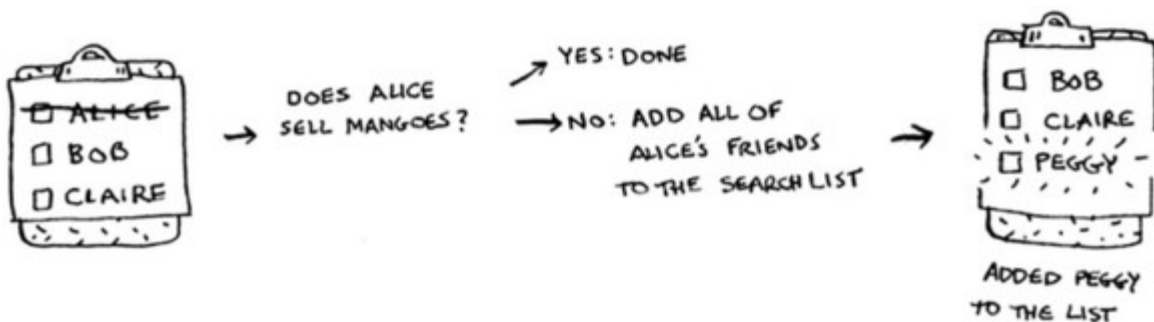 ALICE
BOB
CLAIRE
DOES ALICE
SELL MANGOES?
YES: DONE
NO: ADD ALL OF
ALICE'S FRIENDS
TO THE SEARCH LIST
BOB
CLAIRE
PEGGY
ADDED PEGGY
TO THE LIST